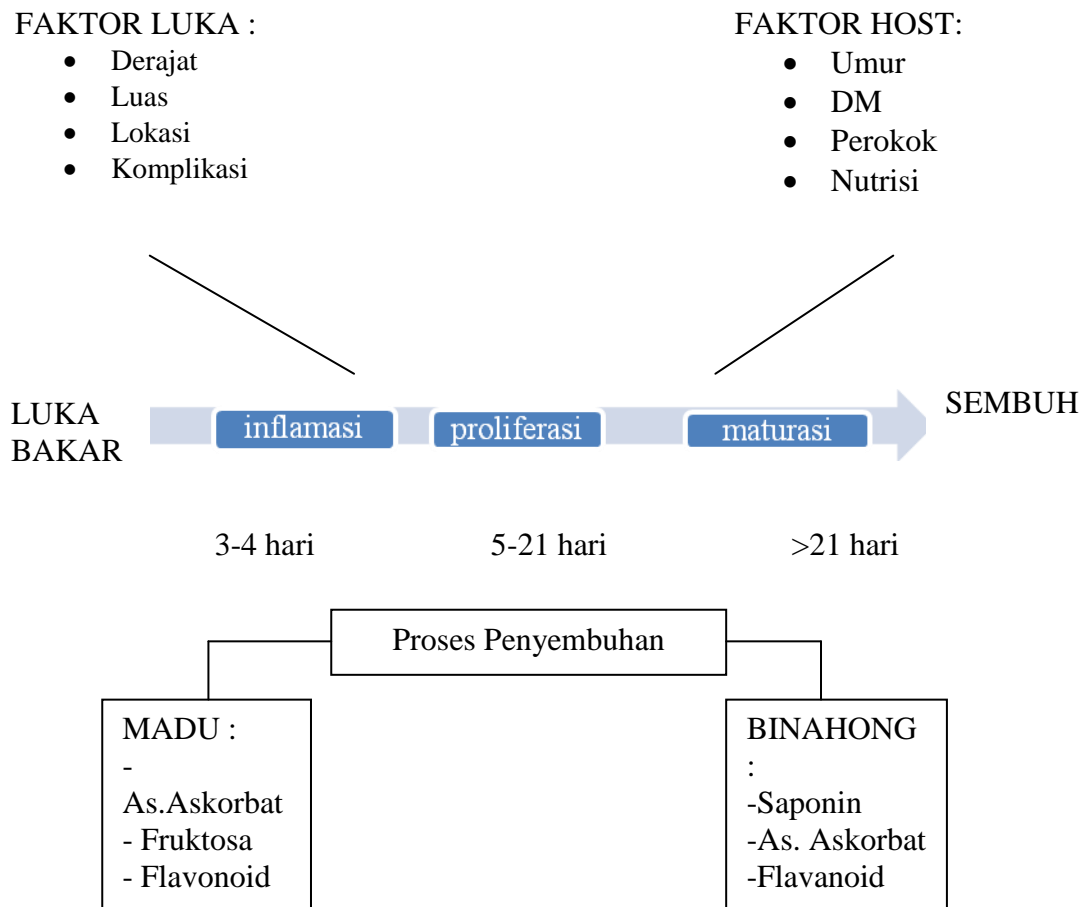 FAKTOR LUKA :
• Derajat
• Luas
• Lokasi
• Komplikasi
FAKTOR HOST:
• Umur
• DM
• Perokok
• Nutrisi
LUKA
BAKAR
inflamasi
proliferasi
maturasi
SEMBUH
3-4 hari
5-21 hari
>21 hari
Proses Penyembuhan
MADU :
-
As.Askorbat
- Fruktosa
- Flavonoid
BINAHONG
:
-Saponin
-As. Askorbat
-Flavanoid